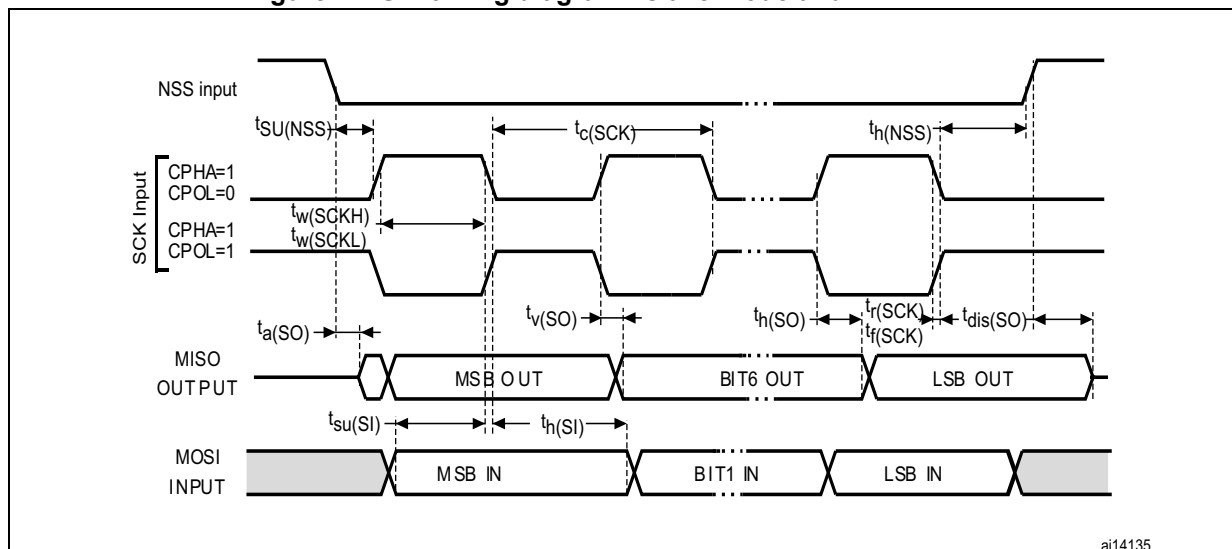 NSS input
tSU(NSS)
tc(SCK)
th(NSS)
SCK Input
CPHA=1
CPOL=0
tw(SCKH)
CPHA=1
tw(SCKL)
CPOL=1
ta(SO)
tv(SO)
th(SO)
tr(SCK)
tf(SCK)
tdis(SO)
MISO
OUTPUT
MSB OUT
BIT6 OUT
LSB OUT
tsu(SI)
th(SI)
MOSI
INPUT
MSB IN
BIT1 IN
LSB IN
ai14135